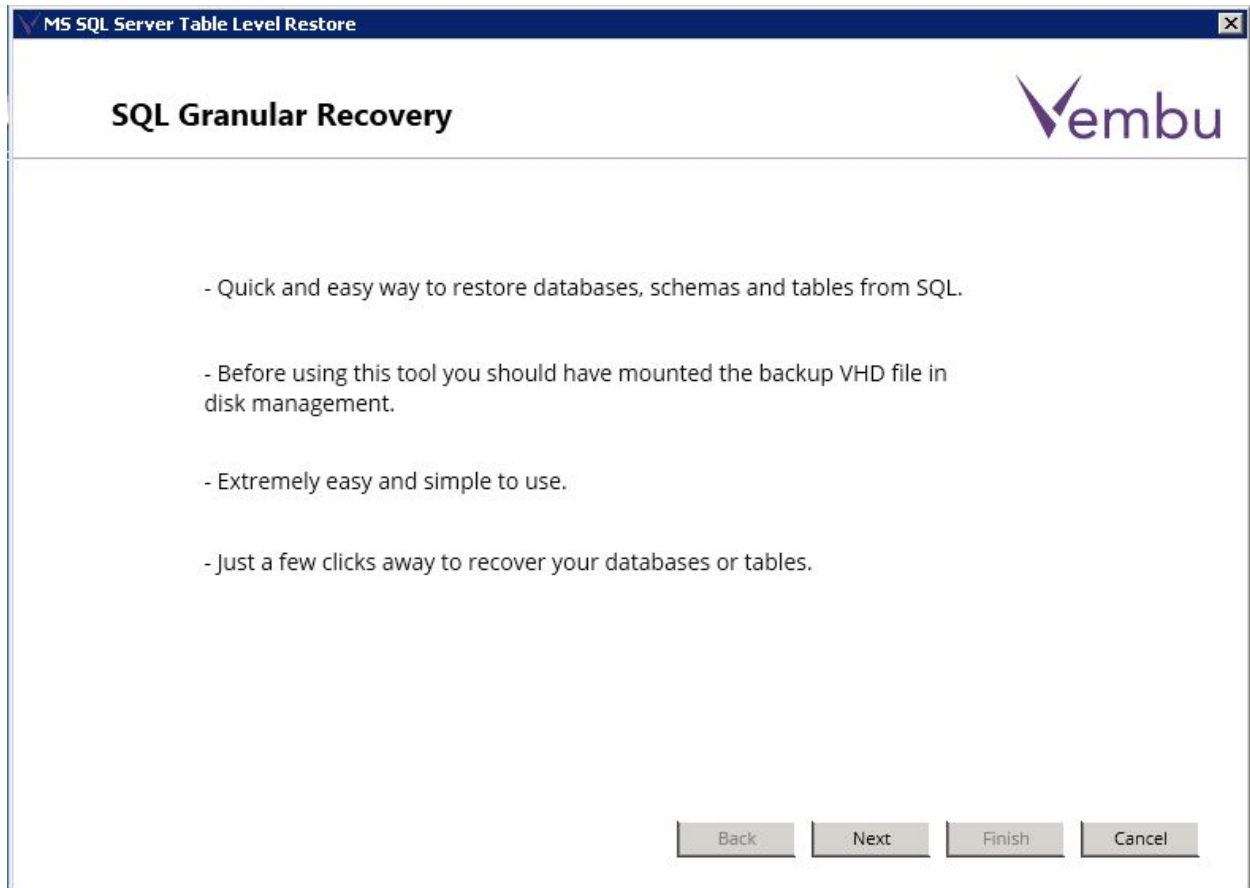 MS SQL Server Table Level Restore
SQL Granular Recovery
Vembu
- Quick and easy way to restore databases, schemas and tables from SQL.
- Before using this tool you should have mounted the backup VHD file in
disk management.
- Extremely easy and simple to use.
- Just a few clicks away to recover your databases or tables.
Back Next Finish Cancel